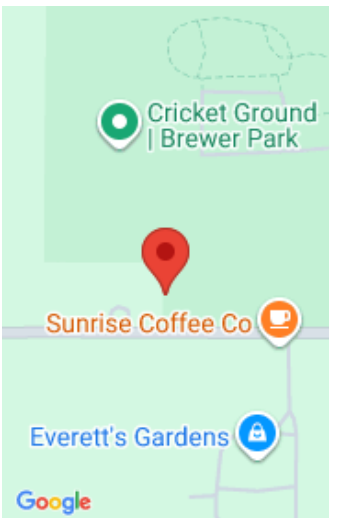 Cricket Ground
| Brewer Park
Sunrise Coffee Co
Everett's Gardens
Google